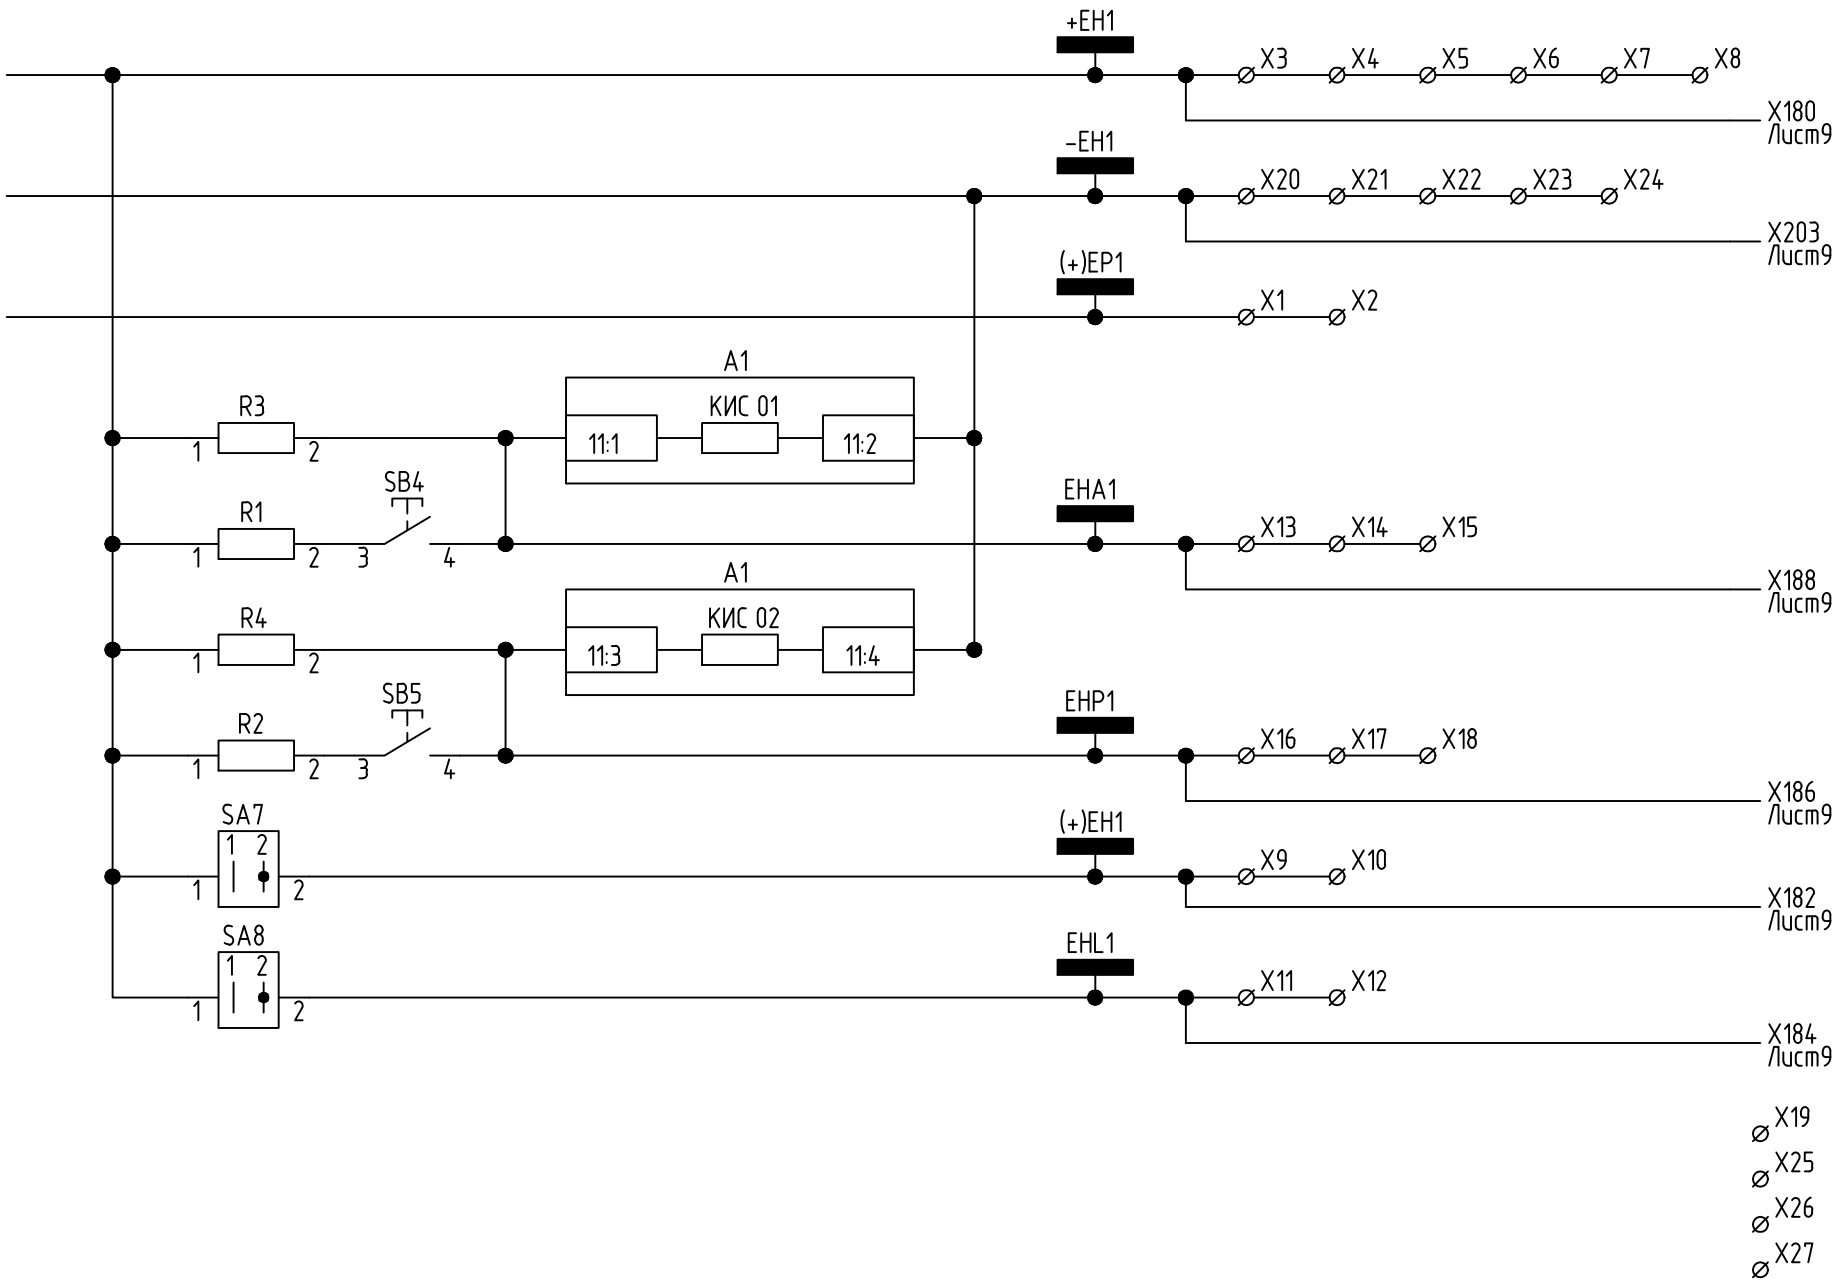 +EH1
X3 X4 X5 X6 X7 X8
X180
Лист9
-EH1
X20 X21 X22 X23 X24
X203
Лист9
(+)EP1
X1 X2
A1
R3 КИС 01
1 2 11:1 11:2
SB4 EHA1
R1 X13 X14 X15
1 2 3 4
A1 X188
Лист9
R4 КИС 02
1 2 11:3 11:4
SB5 EHP1
R2 X16 X17 X18
1 2 3 4
X186
Лист9
SA7 (+)EH1
1 2
X9 X10
1 2
X182
Лист9
SA8 EHL1
1 2
X11 X12
1 2
X184
Лист9
X19
X25
X26
X27